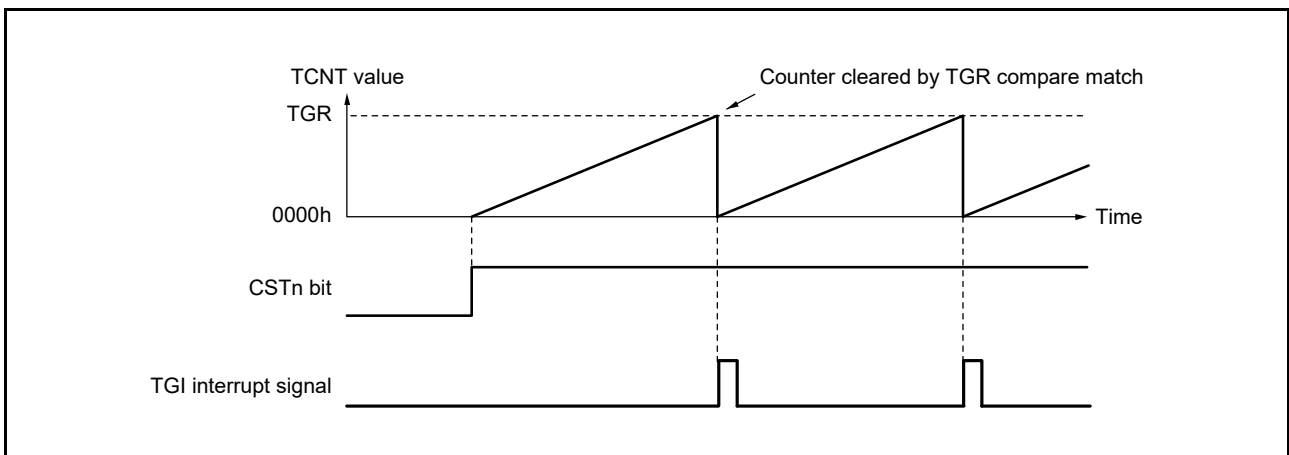 TCNT value
Counter cleared by TGR compare match
TGR
0000h
Time
CSTn bit
TGI interrupt signal